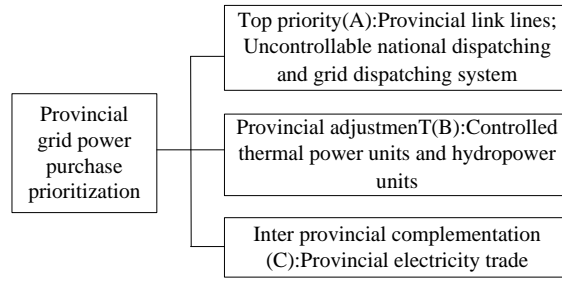 Provincial
grid power
purchase
prioritization
Top priority(A):Provincial link lines;
Uncontrollable national dispatching
and grid dispatching system
Provincial adjustmenT(B):Controlled
thermal power units and hydropower
units
Inter provincial complementation
(C):Provincial electricity trade